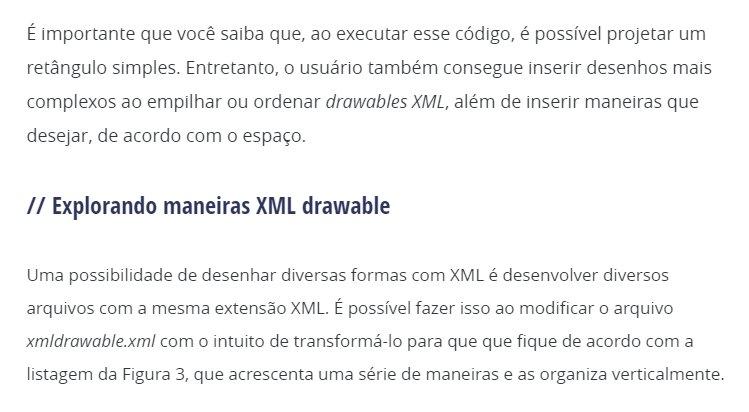 É importante que você saiba que, ao executar esse código, é possível projetar um
retângulo simples. Entretanto, o usuário também consegue inserir desenhos mais
complexos ao empilhar ou ordenar drawables XML, além de inserir maneiras que
desejar, de acordo com o espaço.
// Explorando maneiras XML drawable
Uma possibilidade de desenhar diversas formas com XML é desenvolver diversos
arquivos com a mesma extensão XML. É possível fazer isso ao modificar o arquivo
xmldrawable.xml com o intuito de transformá-lo para que que fique de acordo com a
listagem da Figura 3, que acrescenta uma série de maneiras e as organiza verticalmente.